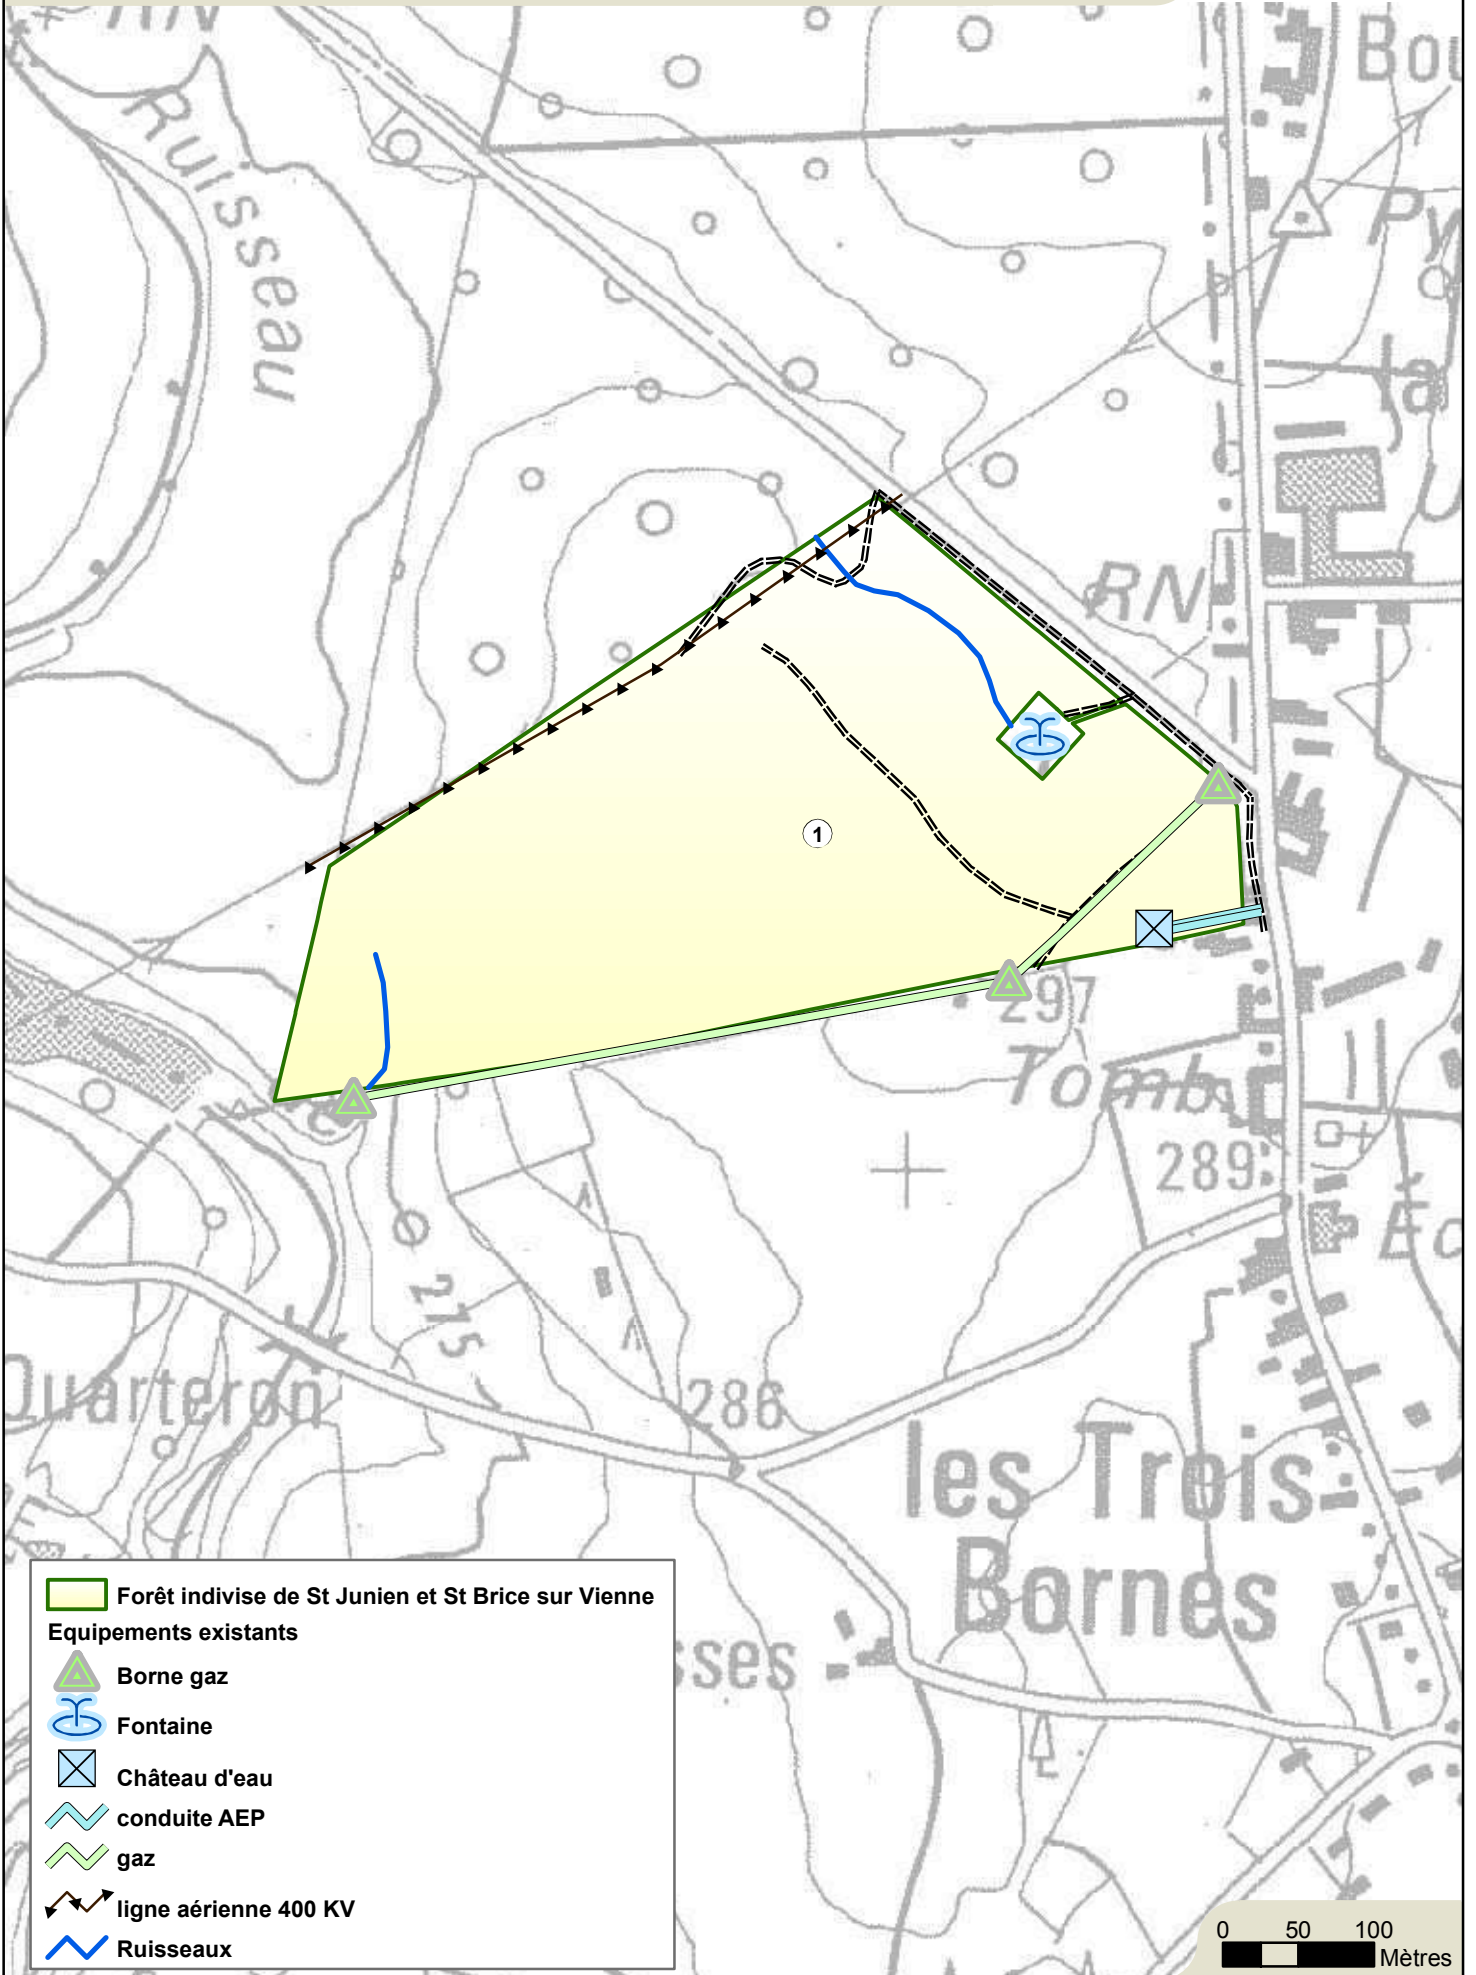 RN
Bou
Ruisseau
Py
la
U
RN
1
297
Tomb.
289
Éc
275
Quarteron
286
les Trois
Bornes
sses
Forêt indivise de St Junien et St Brice sur Vienne
Equipements existants
Borne gaz
Fontaine
Château d'eau
conduite AEP
gaz
ligne aérienne 400 KV
Ruisseaux
0 50 100
Mètres